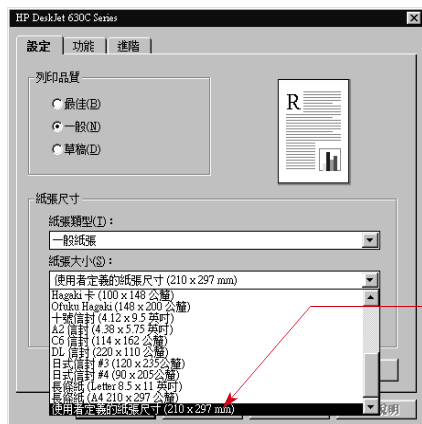 HP DeskJet 630C Series
設定 功能 進階
列印品質
最佳(B)
一般(N)
草稿(D)
R
紙張尺寸
紙張類型(T)：
一般紙張
紙張大小(S)：
使用者定義的紙張尺寸 (210 x 297 mm)
Hagaki 卡 (100 x 148 公釐)
Ofuku Hagaki (148 x 200 公釐)
十號信封 (4.12 x 9.5 英吋)
A2 信封 (4.38 x 5.75 英吋)
C6 信封 (114 x 162 公釐)
DL 信封 (220 x 110 公釐)
日式信封 #3 (120 x 235公釐)
日式信封 #4 (90 x 205公釐)
長條紙 (Letter 8.5 x 11 英吋)
長條紙 (A4 210 x 297 公釐)
使用者定義的紙張尺寸 (210 x 297 mm)
說明